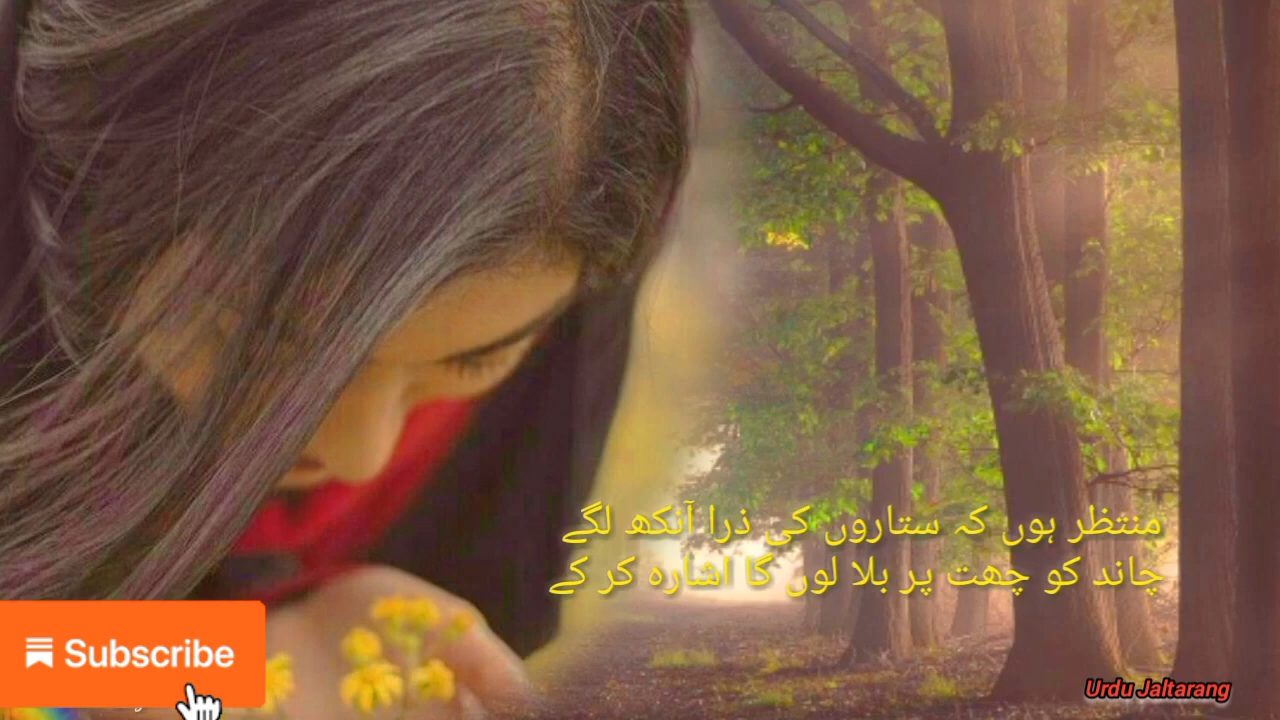 منتظر ہوں کہ ستاروں کی ذرا آنکھ لگے
چاند کو چھت پر بلا لوں گا اشارہ کر کے
Subscribe
Urdu Jaltarang